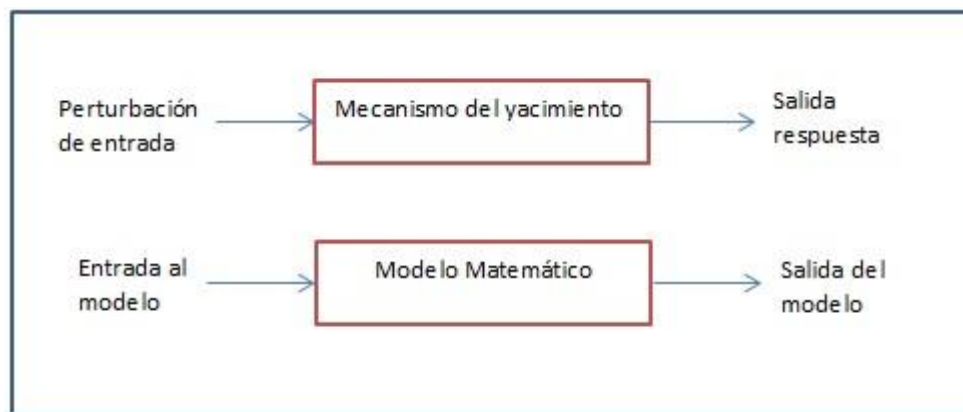 Perturbación
de entrada
Mecanismo del yacimiento
Salida
respuesta
Entrada al
modelo
Modelo Matemático
Salida del
modelo